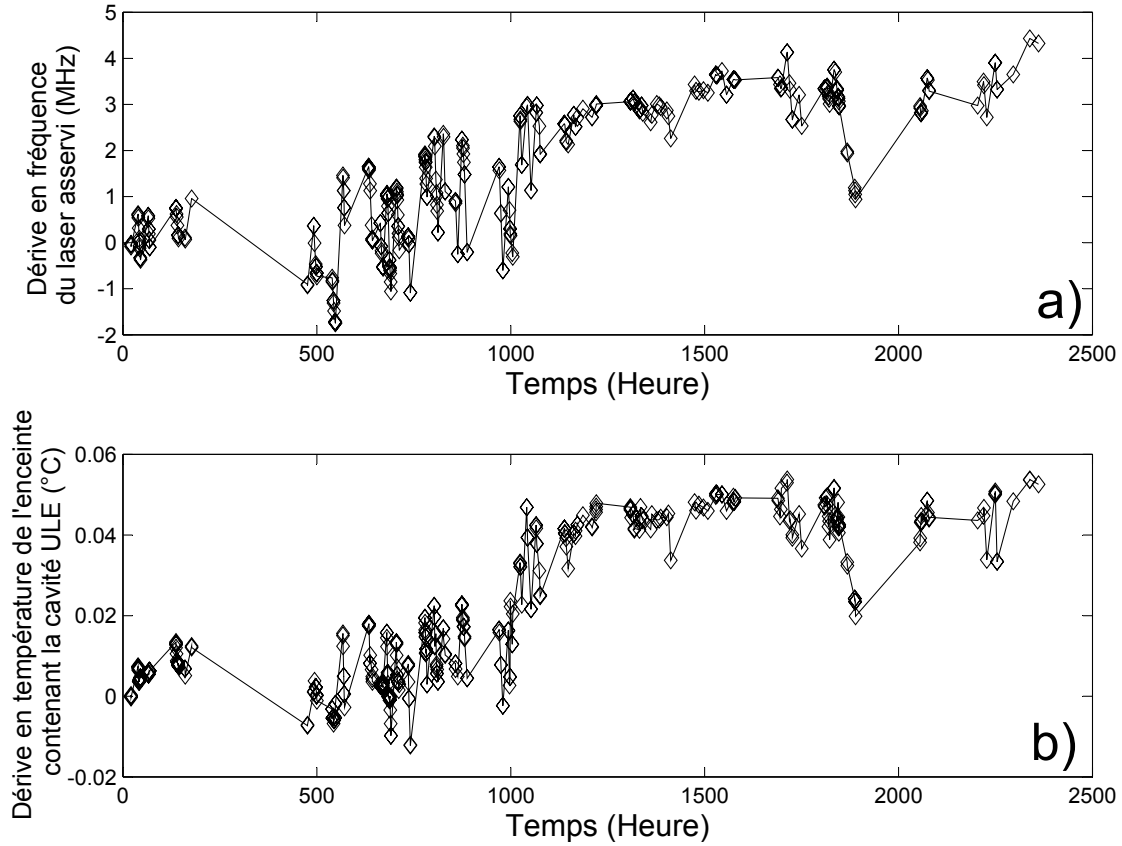 5
4
3
2
1
0
-1
-2
Dérive en fréquence
du laser asservi (MHz)
a)
0 500 1000 1500 2000 2500
Temps (Heure)
0.06
0.04
0.02
0
-0.02
Dérive en température de l'enceinte
contenant la cavité ULE (°C)
b)
0 500 1000 1500 2000 2500
Temps (Heure)